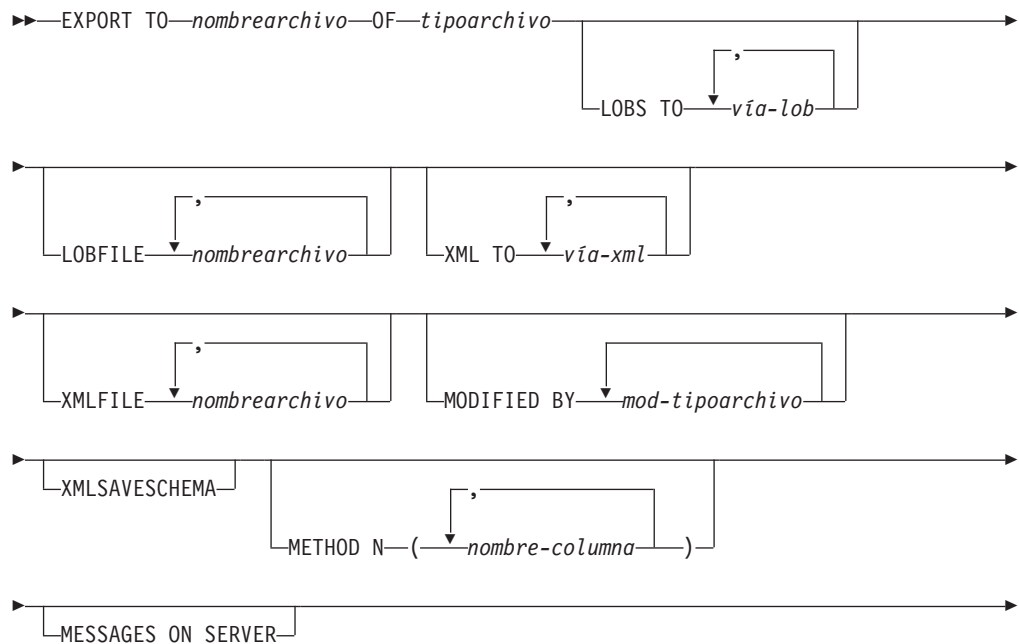 EXPORT TO nombrearchivo OF tipoarchivo
,
LOBS TO vía-lob
,
,
LOBFILE nombrearchivo
XML TO vía-xml
,
XMLFILE nombrearchivo
MODIFIED BY mod-tipoarchivo
XMLSAVESCHEMA
,
METHOD N ( nombre-columna )
MESSAGES ON SERVER